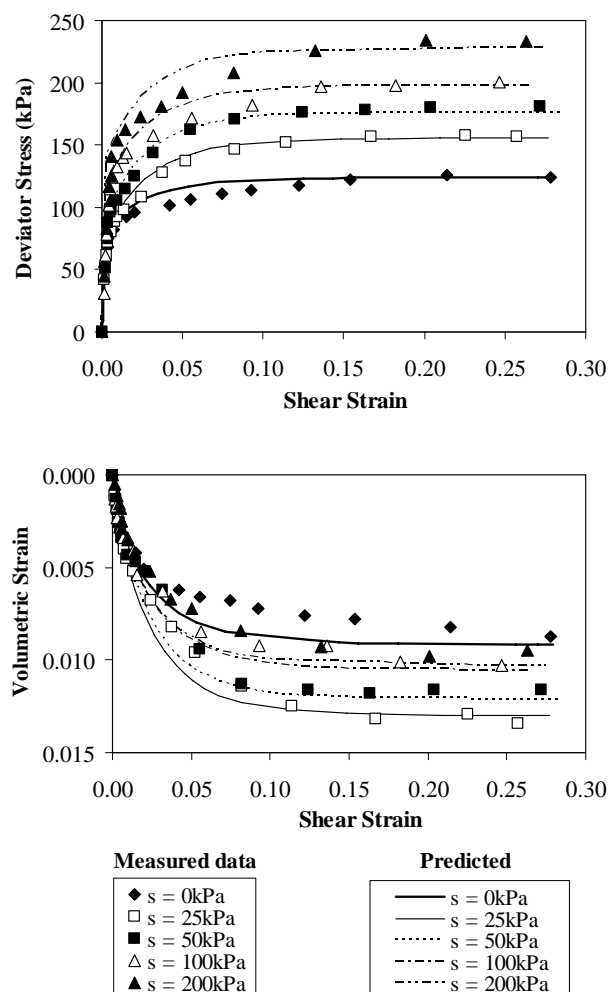 250
200
150
100
50
0
Deviator Stress (kPa)
0.00 0.05 0.10 0.15 0.20 0.25 0.30
Shear Strain
0.000
0.005
0.010
0.015
Volumetric Strain
0.00 0.05 0.10 0.15 0.20 0.25 0.30
Shear Strain
Measured data
s = 0kPa
s = 25kPa
s = 50kPa
s = 100kPa
s = 200kPa
Predicted
s = 0kPa
s = 25kPa
s = 50kPa
s = 100kPa
s = 200kPa